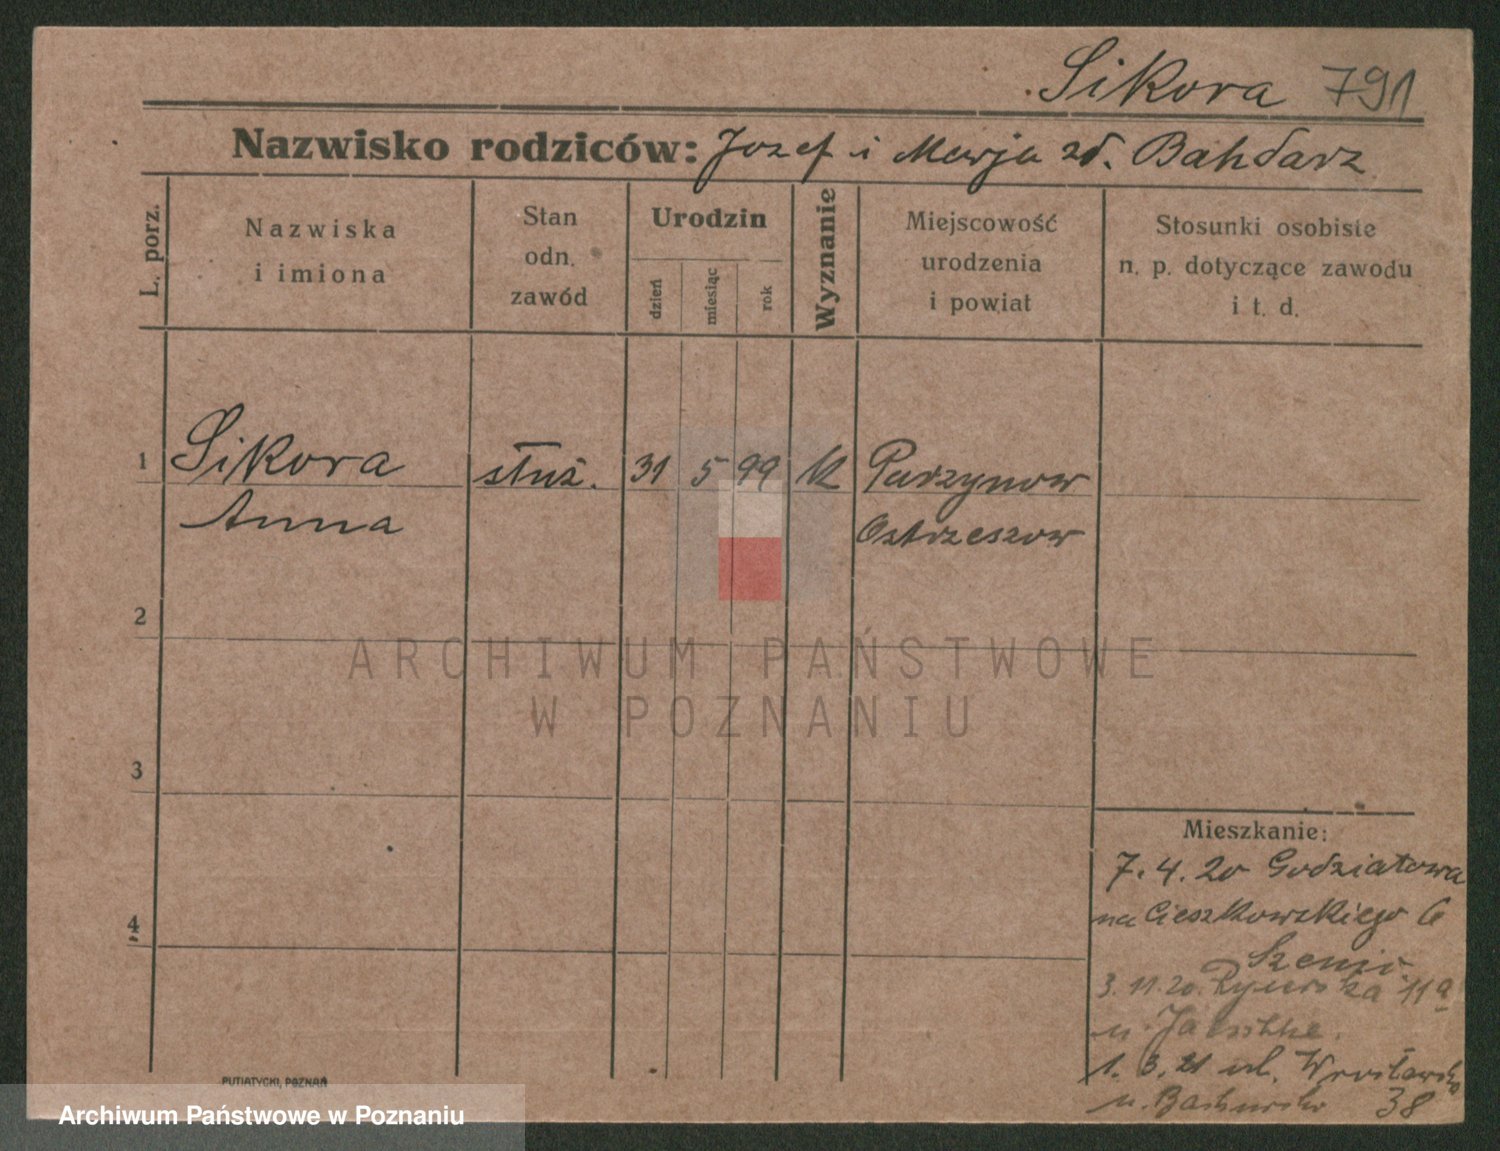 Sikora 791
Nazwisko rodziców: Jozef i Marja zd. Bahdarz
L. porz.
Nazwiska
i imiona
Stan
odn.
zawód
Urodzin
dzień
miesiąc
rok
Wyznanie
Miejscowość
urodzenia
i powiat
Stosunki osobiste
n. p. dotyczące zawodu
i t. d.
1 Sikora służ. 31 5 99 k Parzynow
Anna Ostrzeszow
2
ARCHIWUM PAŃSTWOWE
W POZNANIU
3
Mieszkanie:
7.4.20 Godziatowa
na Cieszkowskiego 6
4
3.11.20. 11a
u
1.3.21 ul. Wrocławska
u. 38
PUTIATYCKI, POZNAŃ
Archiwum Państwowe w Poznaniu